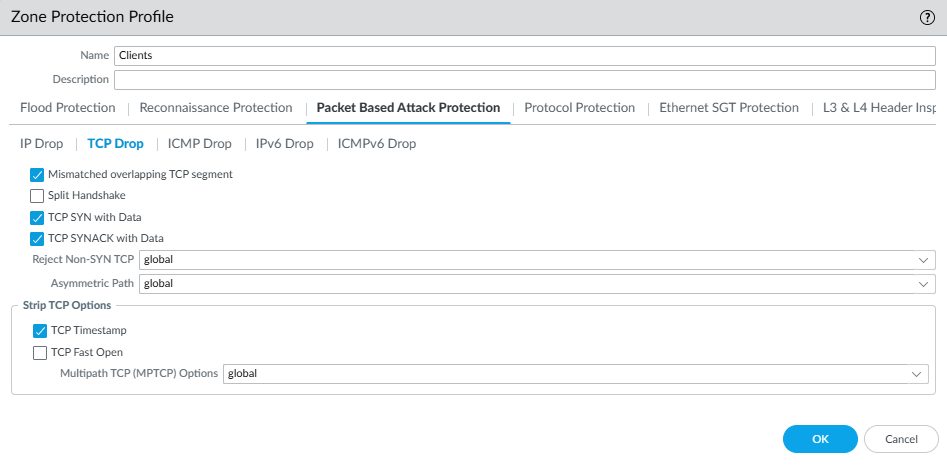 Zone Protection Profile ?
Name Clients
Description
Flood Protection Reconnaissance Protection Packet Based Attack Protection Protocol Protection Ethernet SGT Protection L3 & L4 Header Insp
IP Drop TCP Drop ICMP Drop IPv6 Drop ICMPv6 Drop
Mismatched overlapping TCP segment
Split Handshake
TCP SYN with Data
TCP SYNACK with Data
Reject Non-SYN TCP global
Asymmetric Path global
Strip TCP Options
TCP Timestamp
TCP Fast Open
Multipath TCP (MPTCP) Options global
OK Cancel